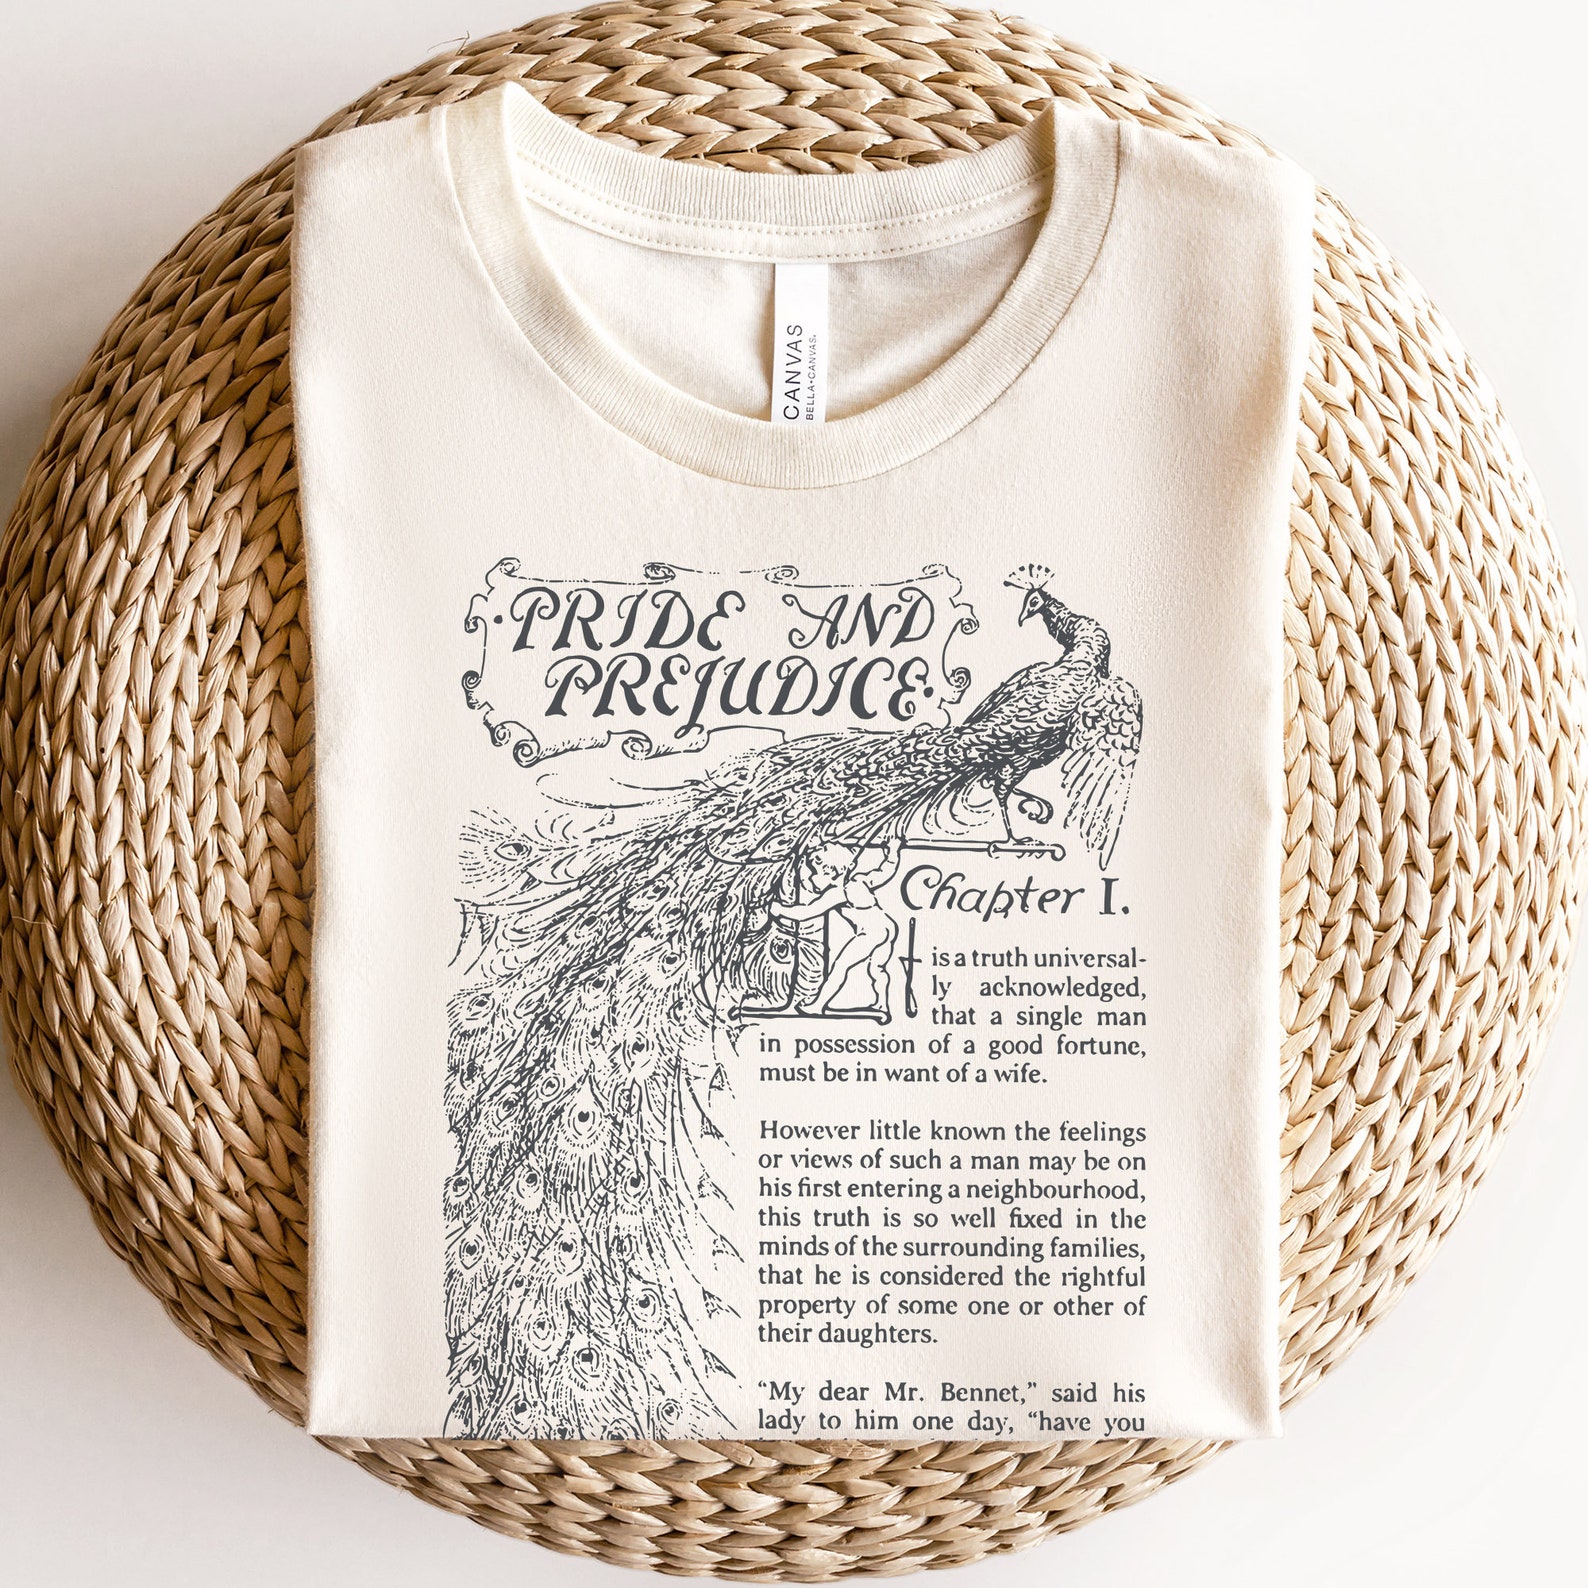 CANVAS
BELLA+CANVAS.
·PRIDE AND
PREJUDICE·
Chapter I.
It is a truth universal-
ly acknowledged,
that a single man
in possession of a good fortune,
must be in want of a wife.
However little known the feelings
or views of such a man may be on
his first entering a neighbourhood,
this truth is so well fixed in the
minds of the surrounding families,
that he is considered the rightful
property of some one or other of
their daughters.
“My dear Mr. Bennet,” said his
lady to him one day, “have you